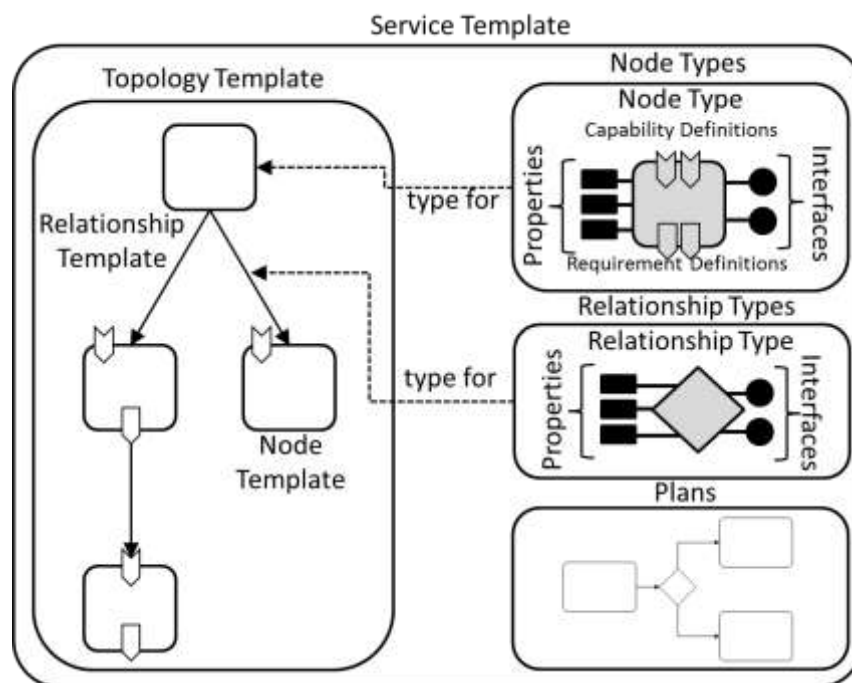 Service Template
Topology Template
Relationship
Template
Node
Template
type for
type for
Node Types
Node Type
Capability Definitions
Properties
Interfaces
Requirement Definitions
Relationship Types
Relationship Type
Properties
Interfaces
Plans